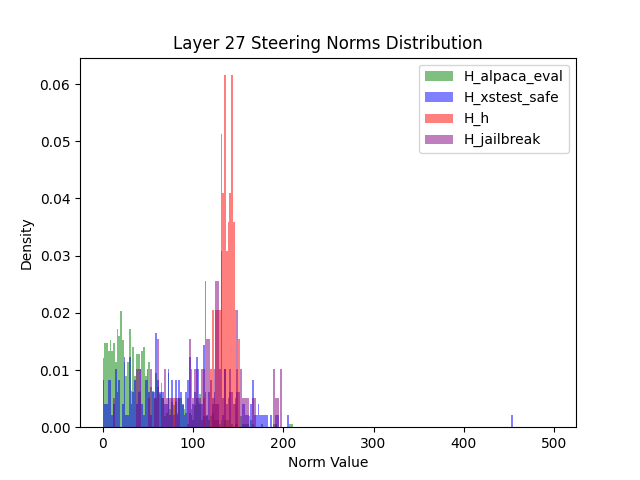 Layer 27 Steering Norms Distribution
H_alpaca_eval
H_xstest_safe
H_h
H_jailbreak
0.06
0.05
0.04
0.03
0.02
0.01
0.00
Density
0
100
200
300
400
500
Norm Value